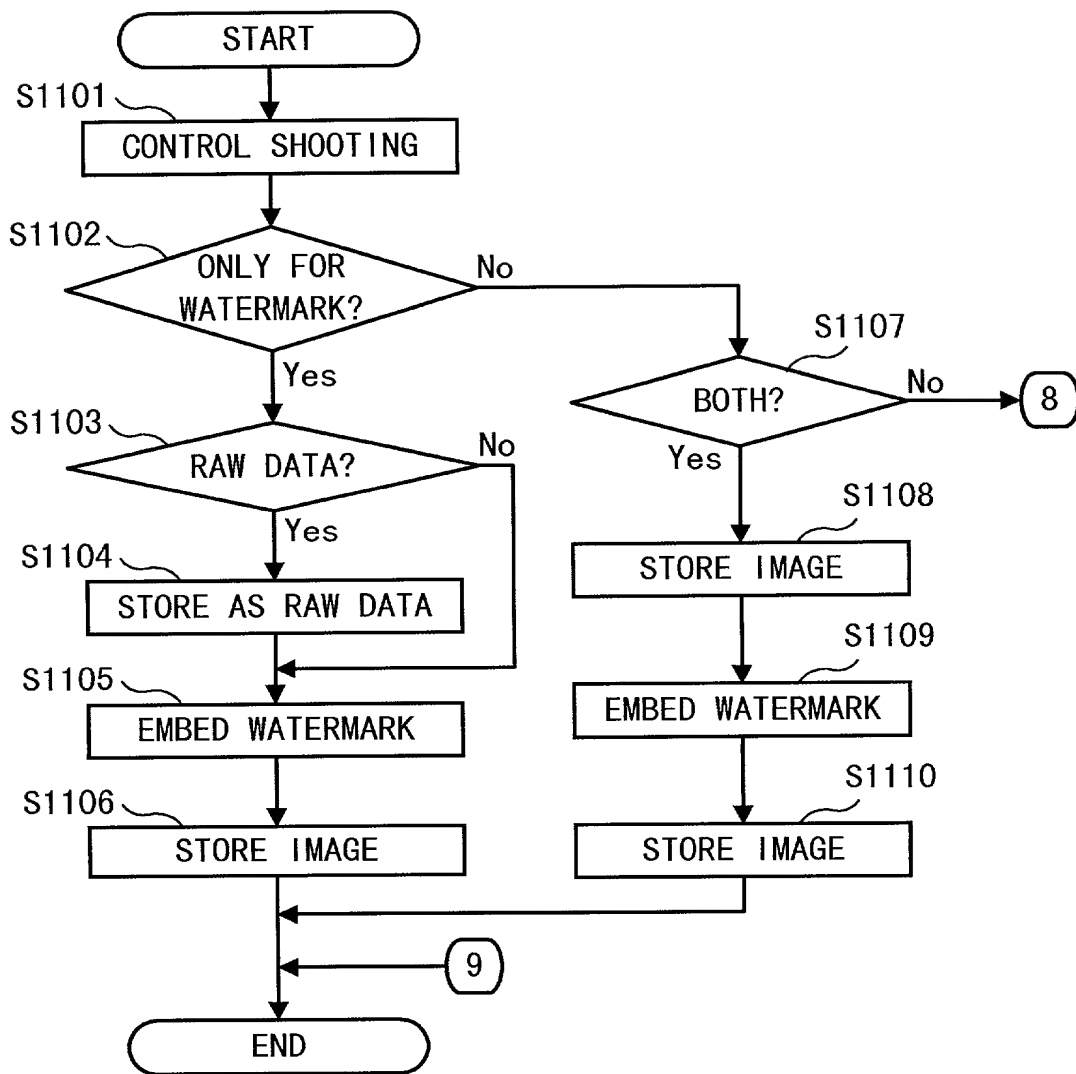 START
S1101
CONTROL SHOOTING
S1102
ONLY FOR
WATERMARK?
No
Yes
S1103
RAW DATA?
No
Yes
S1104
STORE AS RAW DATA
S1105
EMBED WATERMARK
S1106
STORE IMAGE
S1107
BOTH?
No
8
Yes
S1108
STORE IMAGE
S1109
EMBED WATERMARK
S1110
STORE IMAGE
9
END